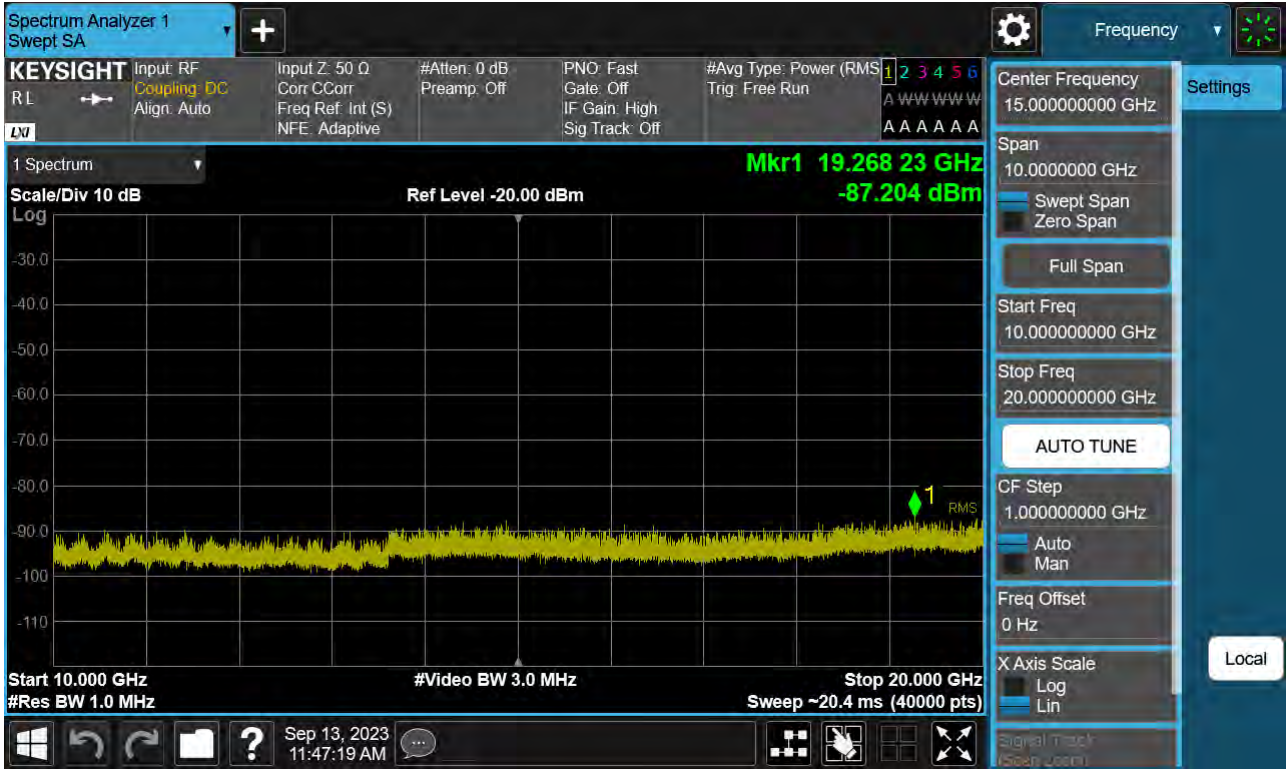 Spectrum Analyzer 1
Swept SA
Frequency
KEYSIGHT
R L
LXI
Input: RF
Coupling: DC
Align: Auto
Input Z: 50 Ω
Corr CCorr
Freq Ref: Int (S)
NFE: Adaptive
#Atten: 0 dB
Preamp: Off
PNO: Fast
Gate: Off
IF Gain: High
Sig Track: Off
#Avg Type: Power (RMS
Trig: Free Run
1 2 3 4 5 6
A W W W W W
A A A A A A
1 Spectrum
Scale/Div 10 dB
Log
Ref Level -20.00 dBm
Mkr1 19.268 23 GHz
-87.204 dBm
-30.0
-40.0
-50.0
-60.0
-70.0
-80.0
-90.0
-100
-110
1
RMS
Start 10.000 GHz
#Res BW 1.0 MHz
#Video BW 3.0 MHz
Stop 20.000 GHz
Sweep ~20.4 ms (40000 pts)
Center Frequency
15.000000000 GHz
Span
10.0000000 GHz
Swept Span
Zero Span
Full Span
Start Freq
10.000000000 GHz
Stop Freq
20.000000000 GHz
AUTO TUNE
CF Step
1.000000000 GHz
Auto
Man
Freq Offset
0 Hz
X Axis Scale
Log
Lin
Signal Track
(Span Zoom)
Settings
Local
?
Sep 13, 2023
11:47:19 AM